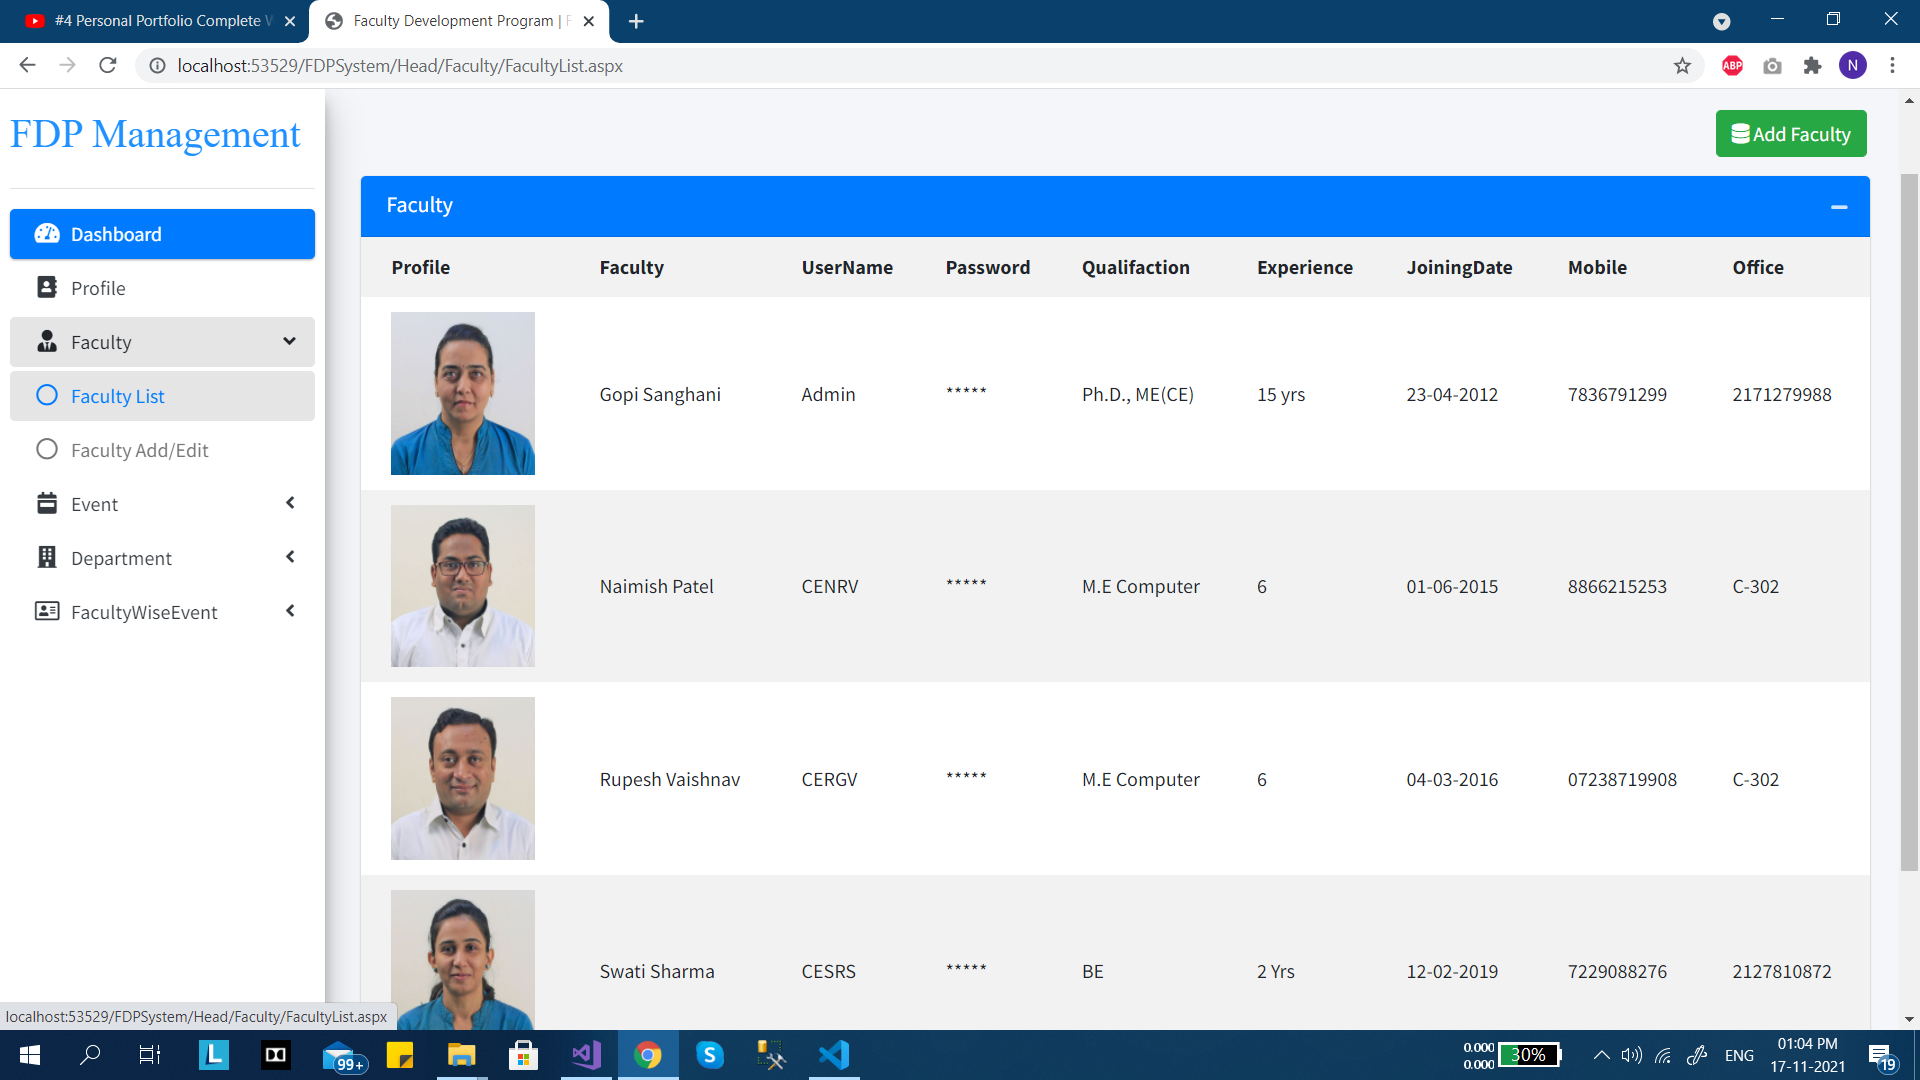 #4 Personal Portfolio Complete
Faculty Development Program |
localhost:53529/FDPSystem/Head/Faculty/FacultyList.aspx
ABP
N
FDP Management
Add Faculty
Dashboard
Profile
Faculty
Faculty List
Faculty Add/Edit
Event
Department
FacultyWiseEvent
Faculty
Profile Faculty UserName Password Qualifaction Experience JoiningDate Mobile Office
Gopi Sanghani Admin ***** Ph.D., ME(CE) 15 yrs 23-04-2012 7836791299 2171279988
Naimish Patel CENRV ***** M.E Computer 6 01-06-2015 8866215253 C-302
Rupesh Vaishnav CERGV ***** M.E Computer 6 04-03-2016 07238719908 C-302
Swati Sharma CESRS ***** BE 2 Yrs 12-02-2019 7229088276 2127810872
localhost:53529/FDPSystem/Head/Faculty/FacultyList.aspx
L
99+
S
0.000
0.000
30%
ENG
01:04 PM
17-11-2021
19